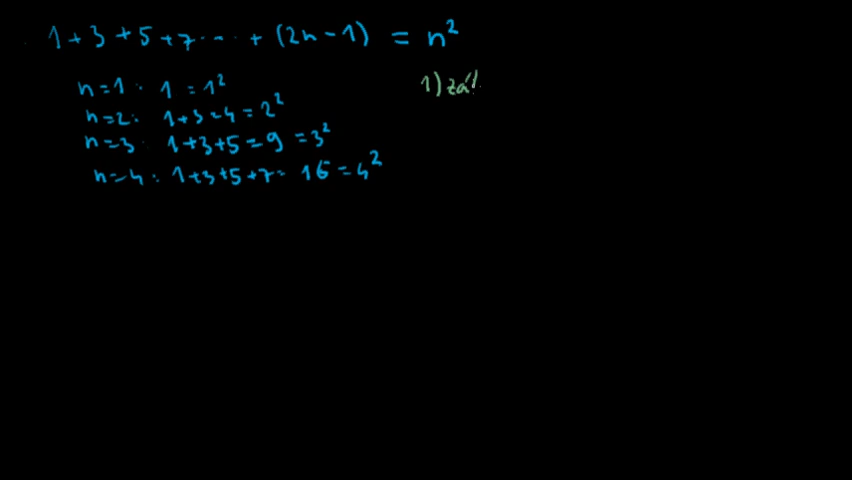 1 + 3 + 5 + 7 ... + (2n - 1) = n²
n=1: 1 = 1²
1) zá
n=2: 1+3=4=2²
n=3: 1+3+5=9=3²
n=4: 1+3+5+7=16=4²